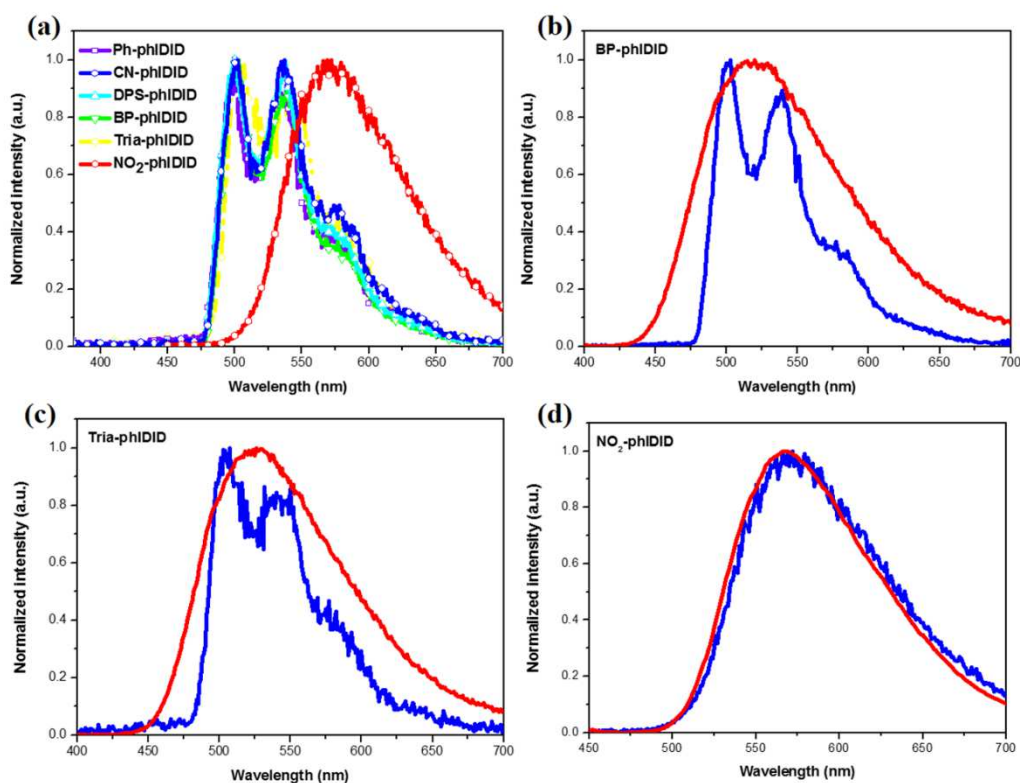 (a)
Ph-phIDID
CN-phIDID
DPS-phIDID
BP-phIDID
Tria-phIDID
NO₂-phIDID
Normalized intensity (a.u.)
1.0
0.8
0.6
0.4
0.2
0.0
400 450 500 550 600 650 700
Wavelength (nm)
(b)
BP-phIDID
Normalized intensity (a.u.)
1.0
0.8
0.6
0.4
0.2
0.0
400 450 500 550 600 650 700
Wavelength (nm)
(c)
Tria-phIDID
Normalized intensity (a.u.)
1.0
0.8
0.6
0.4
0.2
0.0
400 450 500 550 600 650 700
Wavelength (nm)
(d)
NO₂-phIDID
Normalized intensity (a.u.)
1.0
0.8
0.6
0.4
0.2
0.0
450 500 550 600 650 700
Wavelength (nm)